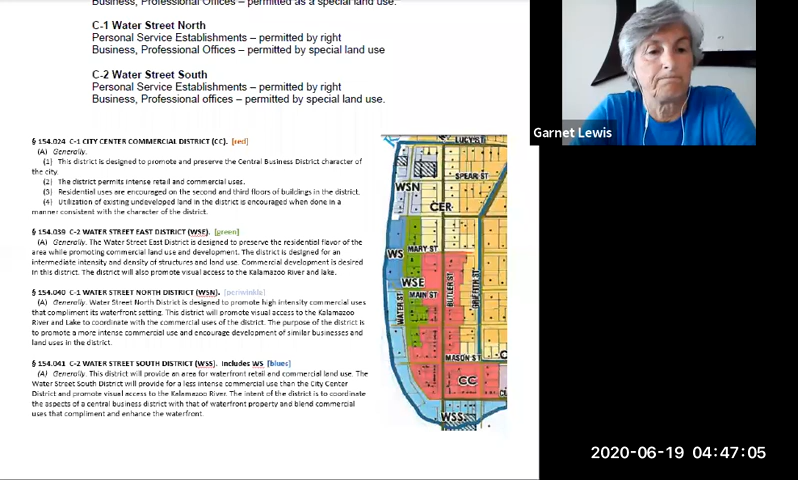 Business, Professional Offices – permitted as a special land use.
C-1 Water Street North
Personal Service Establishments – permitted by right
Business, Professional Offices – permitted by special land use
C-2 Water Street South
Personal Service Establishments – permitted by right
Business, Professional offices – permitted by special land use.
§ 154.024  C-1 CITY CENTER COMMERCIAL DISTRICT (CC). [red]
(A)  Generally.
(1)  This district is designed to promote and preserve the Central Business District character of
the city.
(2)  The district permits intense retail and commercial uses.
(3)  Residential uses are encouraged on the second and third floors of buildings in the district.
(4)  Utilization of existing undeveloped land in the district is encouraged when done in a
manner consistent with the character of the district.
§ 154.039  C-2 WATER STREET EAST DISTRICT (WSE). [green]
(A)  Generally. The Water Street East District is designed to preserve the residential flavor of the
area while promoting commercial land use and development. The district is designed for an
intermediate intensity and density of structures and land use. Commercial development is desired
in this district. The district will also promote visual access to the Kalamazoo River and lake.
§ 154.040  C-1 WATER STREET NORTH DISTRICT (WSN). [periwinkle]
(A)  Generally. Water Street North District is designed to promote high intensity commercial uses
that compliment its waterfront setting. This district will promote visual access to the Kalamazoo
River and Lake to coordinate with the commercial uses of the district. The purpose of this district is
to promote a more intense commercial use and encourage development of similar businesses and
land uses in the district.
§ 154.041  C-2 WATER STREET SOUTH DISTRICT (WSS). Includes WS [blues]
(A)  Generally. This district will provide an area for waterfront retail and commercial land use. The
Water Street South District will provide for a less intense commercial use than the City Center
District and promote visual access to the Kalamazoo River. The intent of the district is to coordinate
the aspects of a central business district with that of waterfront property and blend commercial
uses that compliment and enhance the waterfront.
LUCY ST
SPEAR ST
WSN
CER
MARY ST
WS
WSE
MAIN ST
WATER ST
BUTLER ST
GRIFFITH ST
MASON ST
CC
WSS
Garnet Lewis
2020-06-19 04:47:05